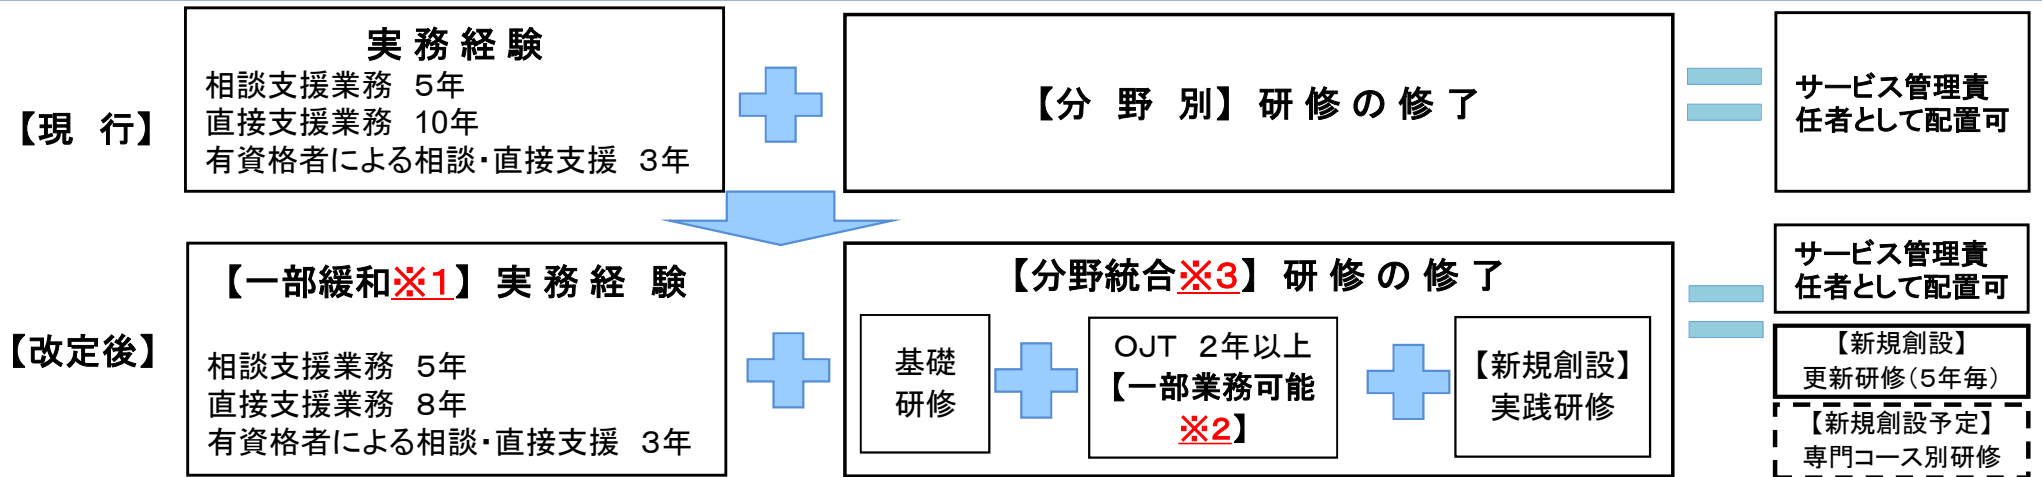 【現　行】
実 務 経 験
相談支援業務　5年
直接支援業務　10年
有資格者による相談・直接支援　3年
【分　野　別】 研 修 の 修 了
サービス管理責
任者として配置可
【改定後】
【一部緩和※1】 実 務 経　験
相談支援業務　5年
直接支援業務　8年
有資格者による相談・直接支援　3年
【分野統合※3】 研 修 の 修 了
基礎
研修
OJT　2年以上
【一部業務可能
※2】
【新規創設】
実践研修
サービス管理責
任者として配置可
【新規創設】
更新研修（5年毎）
【新規創設予定】
専門コース別研修